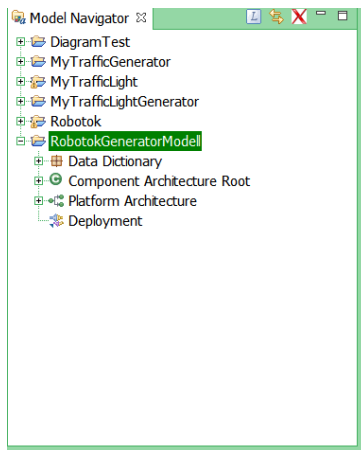 Model Navigator
L
DiagramTest
MyTrafficGenerator
MyTrafficLight
MyTrafficLightGenerator
Robotok
RobotokGeneratorModell
Data Dictionary
Component Architecture Root
Platform Architecture
Deployment